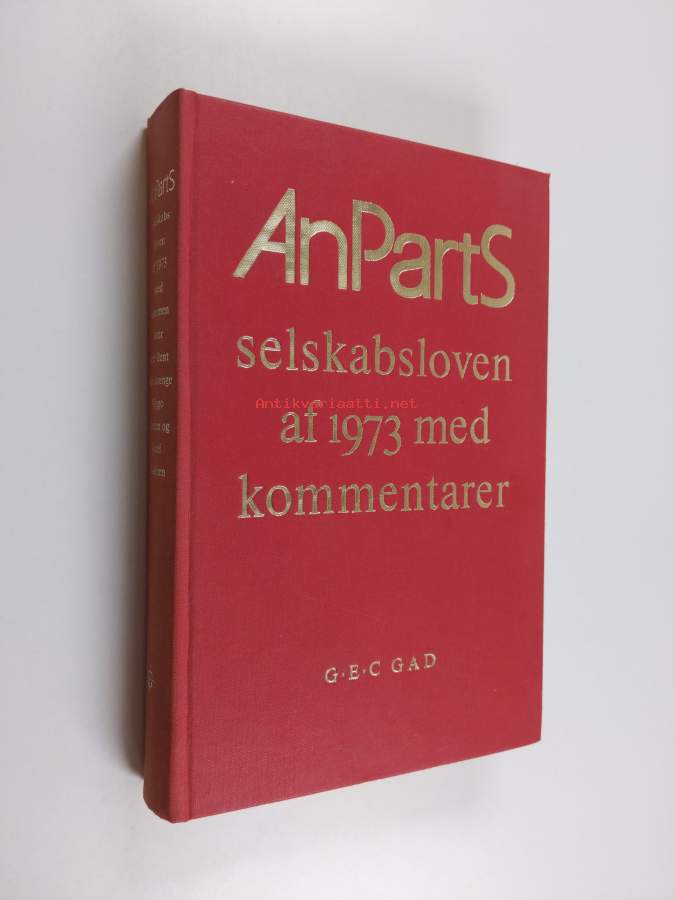 AnPartS
selskabsloven
af 1973 med
kommentarer
G·E·C GAD
Antikvariaatti.net